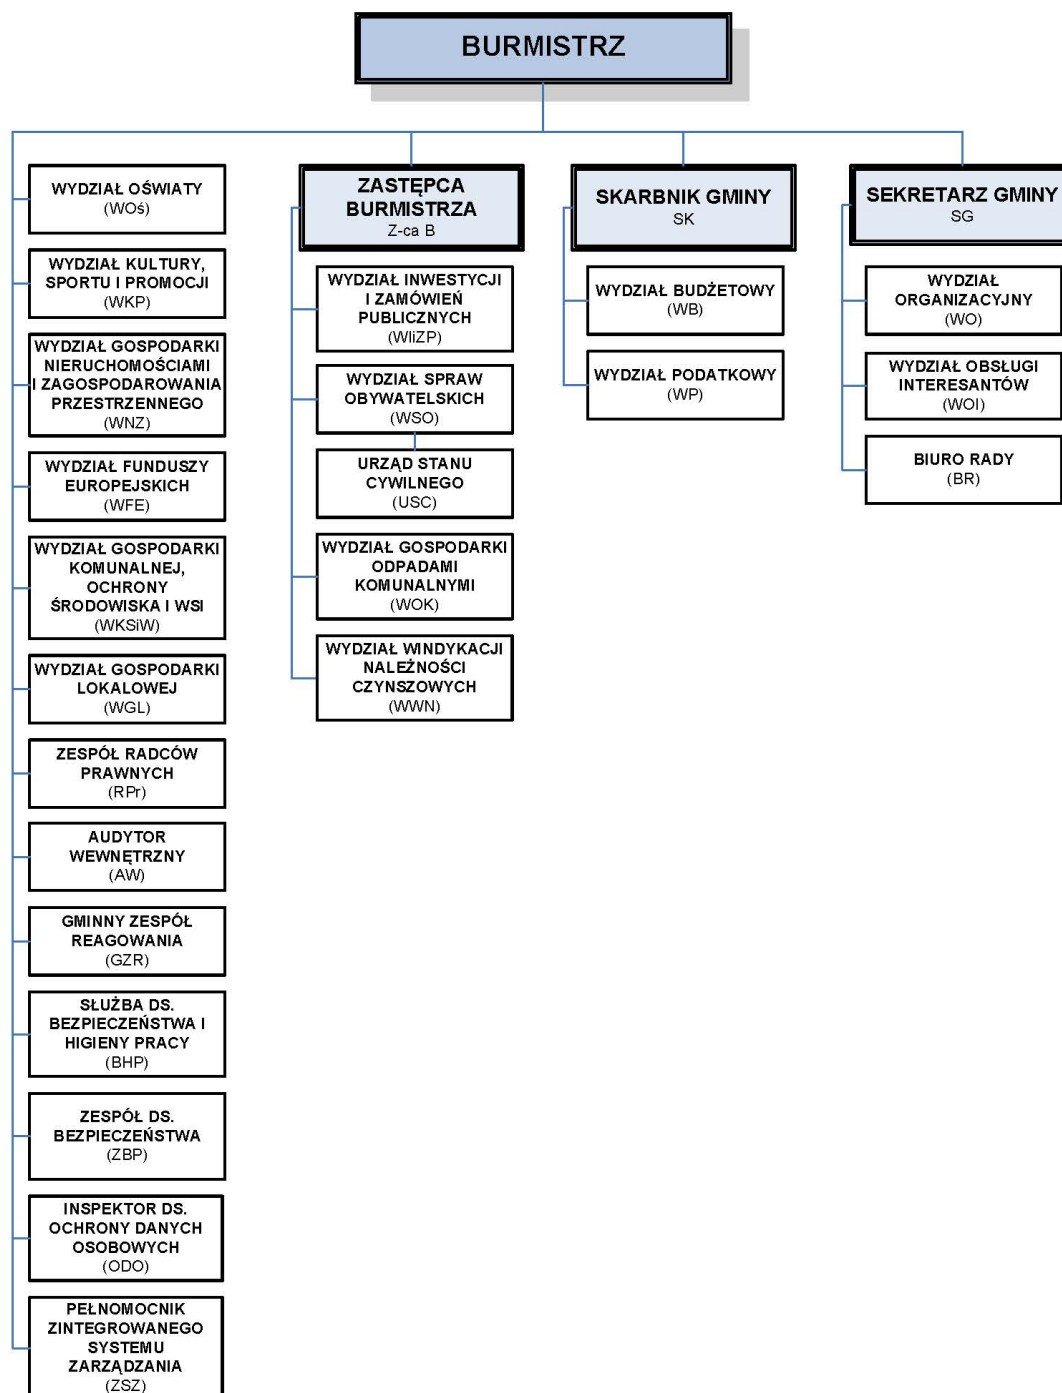 BURMISTRZ
WYDZIAŁ OŚWIATY
(WOś)
WYDZIAŁ KULTURY,
SPORTU I PROMOCJI
(WKP)
WYDZIAŁ GOSPODARKI
NIERUCHOMOŚCIAMI
I ZAGOSPODAROWANIA
PRZESTRZENNEGO
(WNZ)
WYDZIAŁ FUNDUSZY
EUROPEJSKICH
(WFE)
WYDZIAŁ GOSPODARKI
KOMUNALNEJ,
OCHRONY
ŚRODOWISKA I WSI
(WKSiW)
WYDZIAŁ GOSPODARKI
LOKALOWEJ
(WGL)
ZESPÓŁ RADCÓW
PRAWNYCH
(RPr)
AUDYTOR
WEWNĘTRZNY
(AW)
GMINNY ZESPÓŁ
REAGOWANIA
(GZR)
SŁUŻBA DS.
BEZPIECZEŃSTWA I
HIGIENY PRACY
(BHP)
ZESPÓŁ DS.
BEZPIECZEŃSTWA
(ZBP)
INSPEKTOR DS.
OCHRONY DANYCH
OSOBOWYCH
(ODO)
PEŁNOMOCNIK
ZINTEGROWANEGO
SYSTEMU
ZARZĄDZANIA
(ZSZ)
ZASTĘPCA
BURMISTRZA
Z-ca B
WYDZIAŁ INWESTYCJI
I ZAMÓWIEŃ
PUBLICZNYCH
(WIiZP)
WYDZIAŁ SPRAW
OBYWATELSKICH
(WSO)
URZĄD STANU
CYWILNEGO
(USC)
WYDZIAŁ GOSPODARKI
ODPADAMI
KOMUNALNYMI
(WOK)
WYDZIAŁ WINDYKACJI
NALEŻNOŚCI
CZYNSZOWYCH
(WWN)
SKARBNIK GMINY
SK
WYDZIAŁ BUDŻETOWY
(WB)
WYDZIAŁ PODATKOWY
(WP)
SEKRETARZ GMINY
SG
WYDZIAŁ
ORGANIZACYJNY
(WO)
WYDZIAŁ OBSŁUGI
INTERESANTÓW
(WOI)
BIURO RADY
(BR)